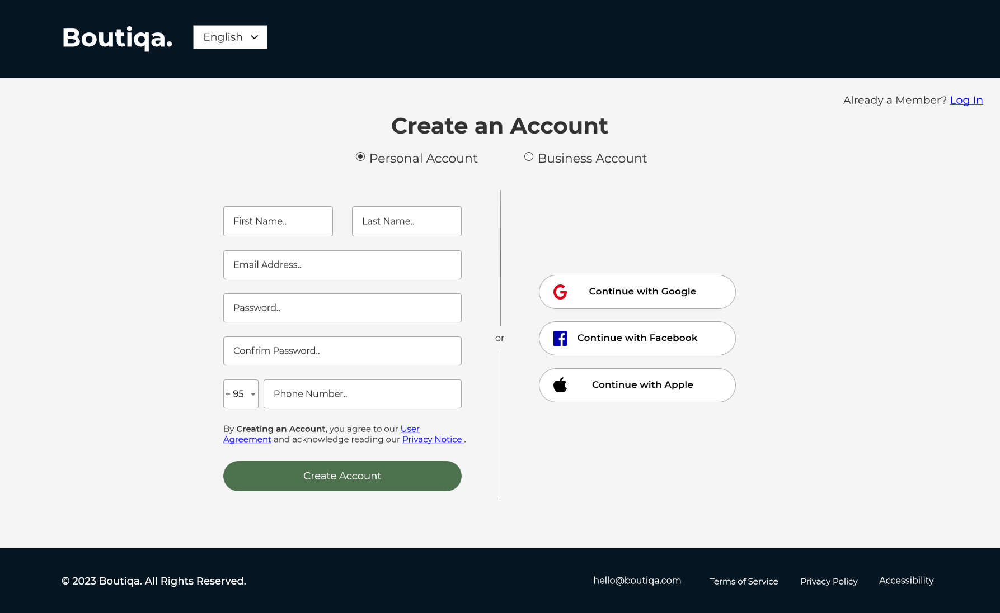 Boutiqa.
English
Already a Member? Log In
Create an Account
Personal Account
Business Account
First Name..
Last Name..
Email Address..
Password..
Confrim Password..
+ 95
Phone Number..
By Creating an Account, you agree to our User
Agreement and acknowledge reading our Privacy Notice .
Create Account
or
Continue with Google
Continue with Facebook
Continue with Apple
© 2023 Boutiqa. All Rights Reserved.
hello@boutiqa.com
Terms of Service
Privacy Policy
Accessibility